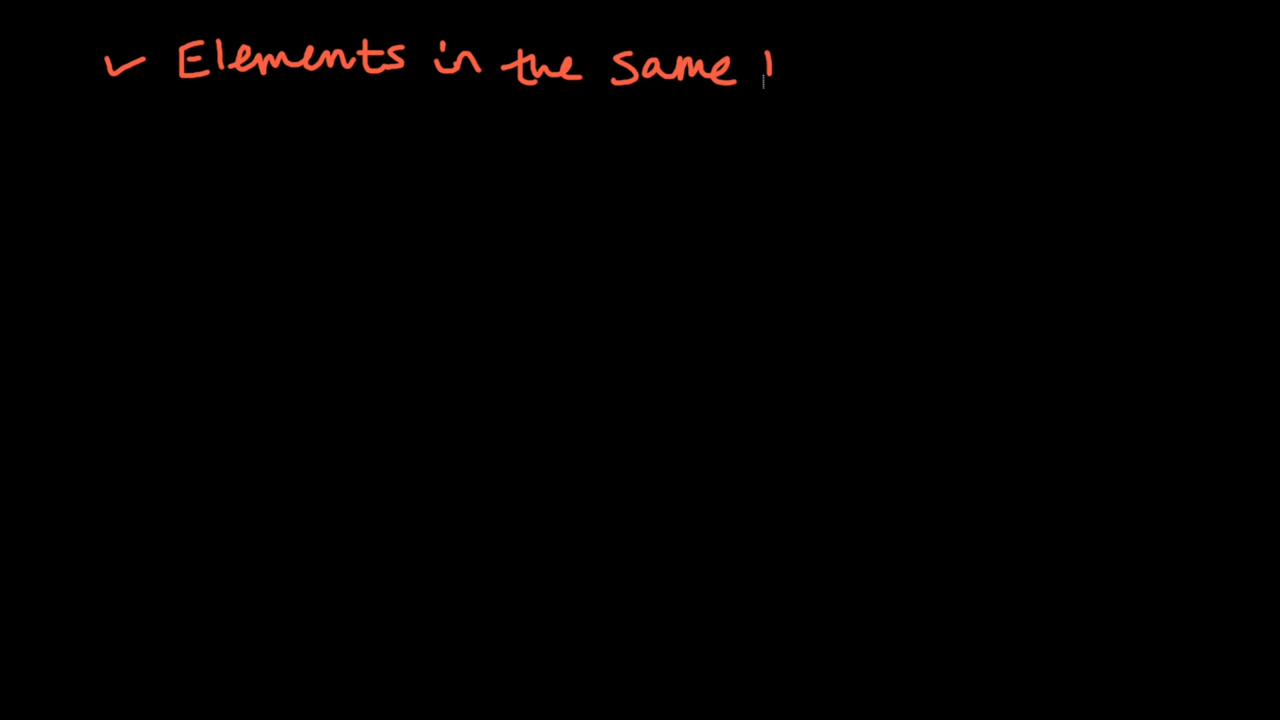 ✓ Elements in the same